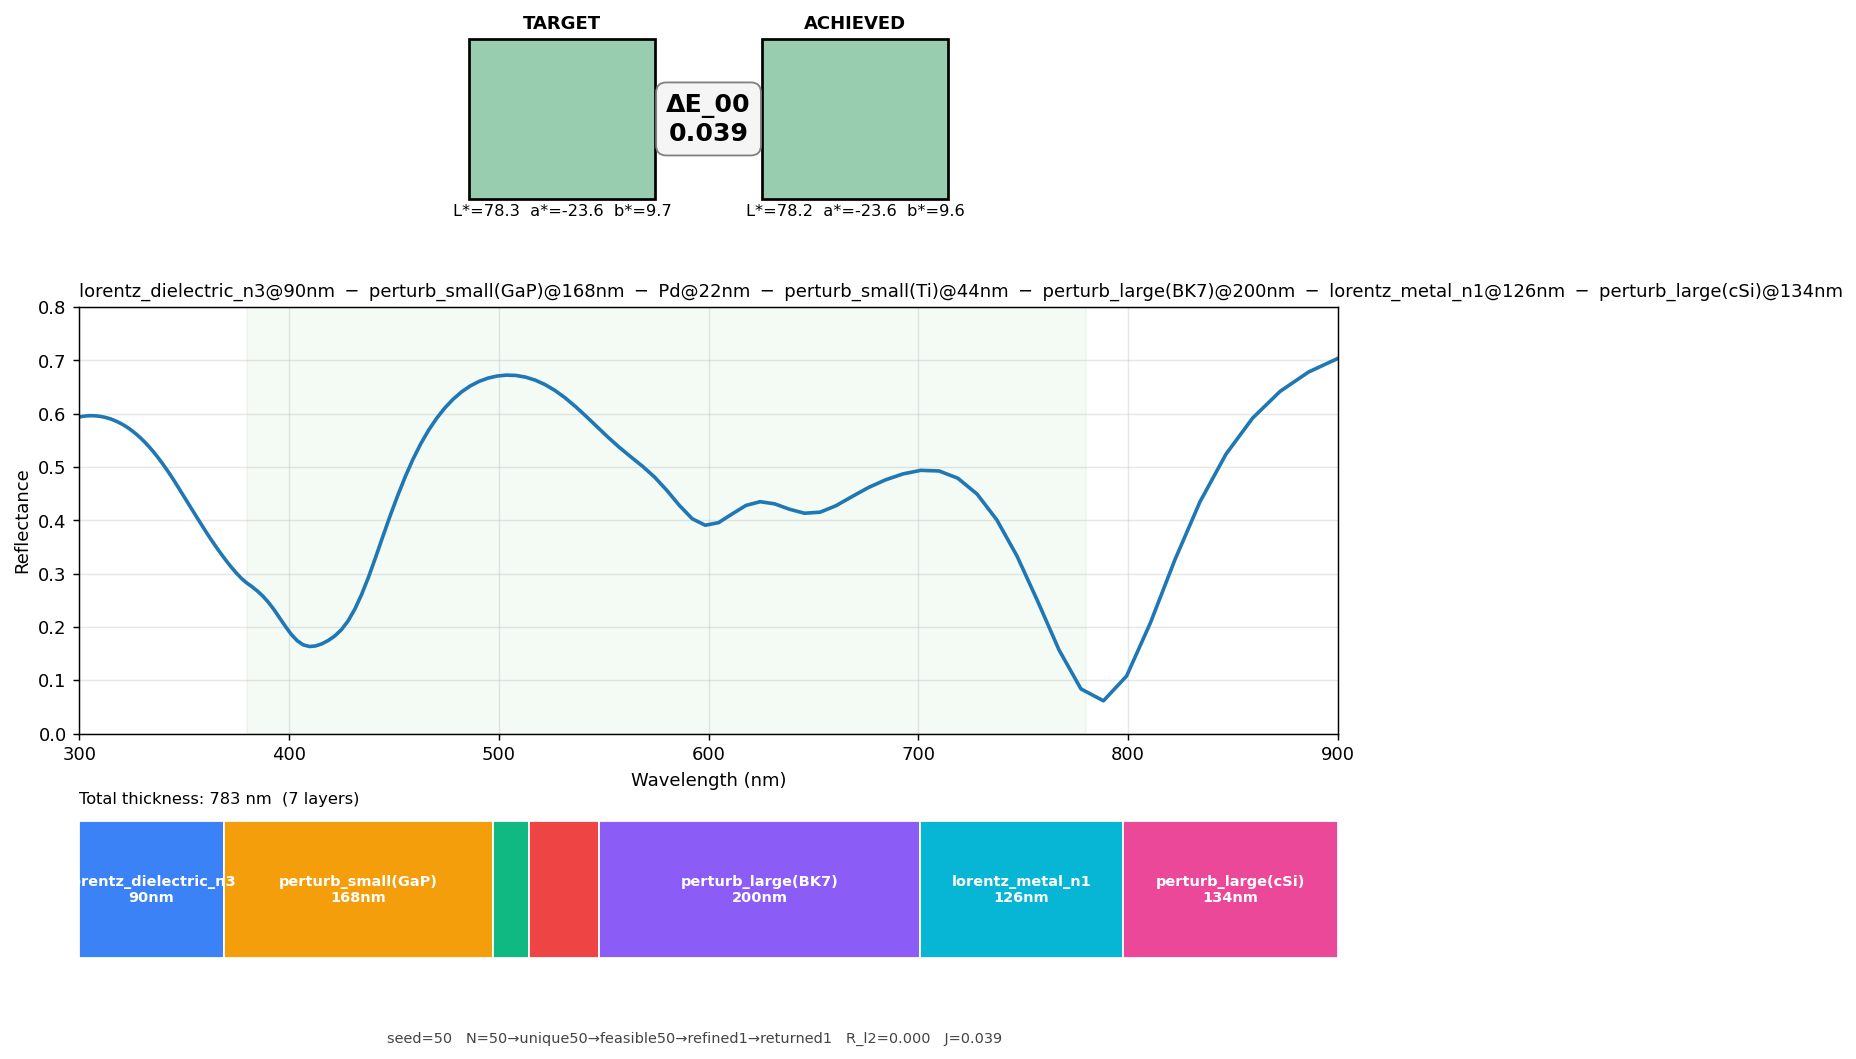 TARGET
ACHIEVED
ΔE_00
0.039
L*=78.3  a*=-23.6  b*=9.7
L*=78.2  a*=-23.6  b*=9.6
lorentz_dielectric_n3@90nm − perturb_small(GaP)@168nm − Pd@22nm − perturb_small(Ti)@44nm − perturb_large(BK7)@200nm − lorentz_metal_n1@126nm − perturb_large(cSi)@134nm
0.8
0.7
0.6
0.5
0.4
0.3
0.2
0.1
0.0
Reflectance
300 400 500 600 700 800 900
Wavelength (nm)
Total thickness: 783 nm  (7 layers)
rentz_dielectric_n3
90nm
perturb_small(GaP)
168nm
perturb_large(BK7)
200nm
lorentz_metal_n1
126nm
perturb_large(cSi)
134nm
seed=50   N=50→unique50→feasible50→refined1→returned1   R_l2=0.000   J=0.039